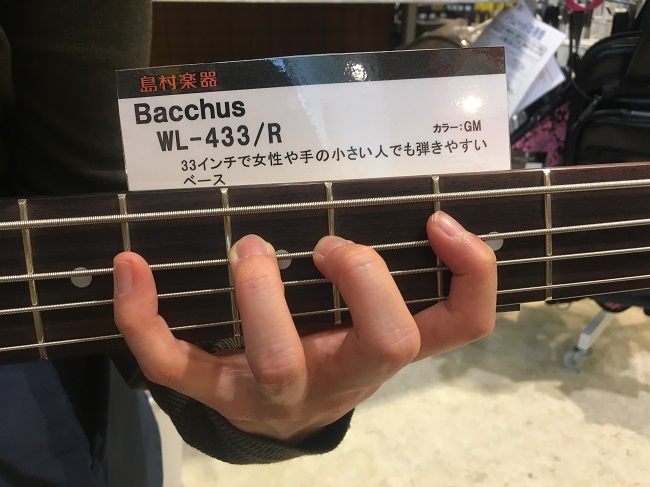 島村楽器
Bacchus
WL-433/R
カラー:GM
33インチで女性や手の小さい人でも弾きやすい
ベース